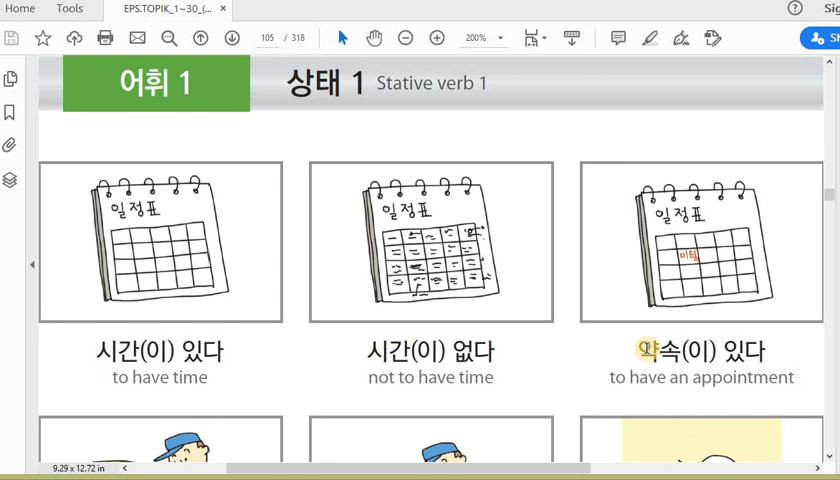 Home Tools EPS.TOPIK_1~30_(... × Sig
105 / 318 200% Sh
어휘 1 상태 1 Stative verb 1
일정표 일정표 일정표
미팅
시간(이) 있다 시간(이) 없다 약속(이) 있다
to have time not to have time to have an appointment
9.29 x 12.72 in